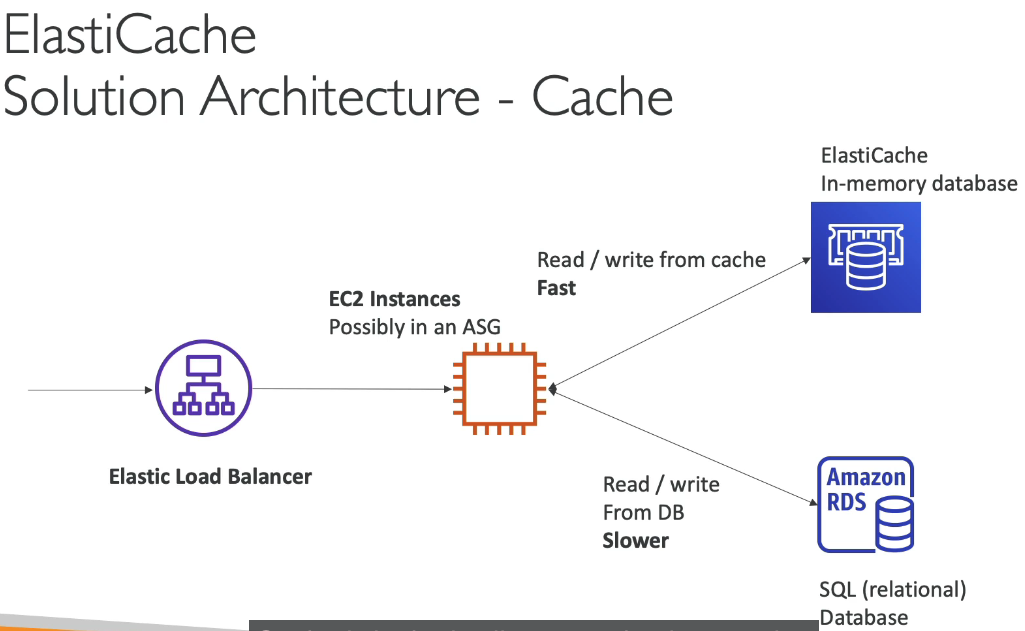 ElastiCache
Solution Architecture - Cache
ElastiCache
In-memory database
Read / write from cache
Fast
EC2 Instances
Possibly in an ASG
Elastic Load Balancer
Read / write
From DB
Slower
Amazon
RDS
SQL (relational)
Database